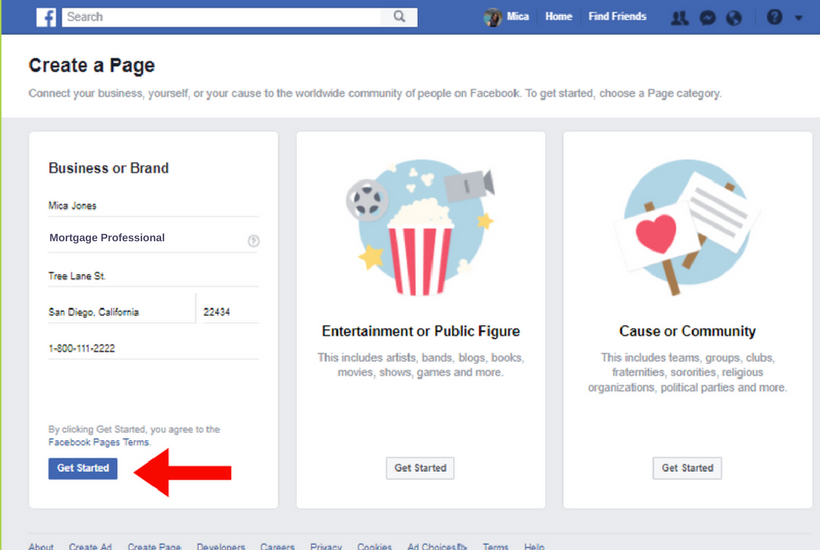 f
Search
Mica
Home
Find Friends
Create a Page
Connect your business, yourself, or your cause to the worldwide community of people on Facebook. To get started, choose a Page category.
Business or Brand
Mica Jones
Mortgage Professional
?
Tree Lane St.
San Diego, California
22434
1-800-111-2222
By clicking Get Started, you agree to the
Facebook Pages Terms.
Get Started
Entertainment or Public Figure
This includes artists, bands, blogs, books,
movies, shows, games and more.
Get Started
Cause or Community
This includes teams, groups, clubs,
fraternities, sororities, religious
organizations, political parties and more.
Get Started
About Create Ad Create Page Developers Careers Privacy Cookies Ad Choices Terms Help